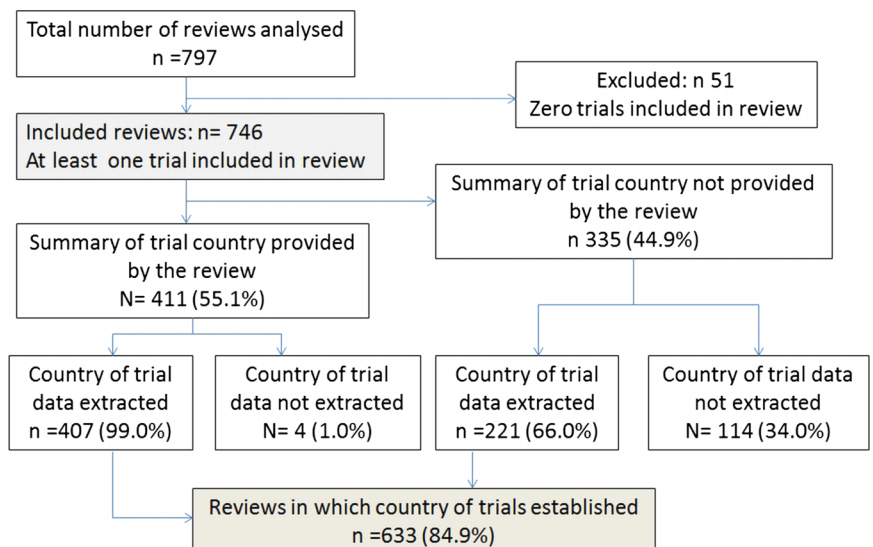 Total number of reviews analysed
n =797
Excluded: n 51
Zero trials included in review
Included reviews: n= 746
At least one trial included in review
Summary of trial country not provided
by the review
n 335 (44.9%)
Summary of trial country provided
by the review
N= 411 (55.1%)
Country of trial
data extracted
n =407 (99.0%)
Country of trial
data not extracted
N= 4 (1.0%)
Country of trial
data extracted
n =221 (66.0%)
Country of trial data
not extracted
N= 114 (34.0%)
Reviews in which country of trials established
n =633 (84.9%)